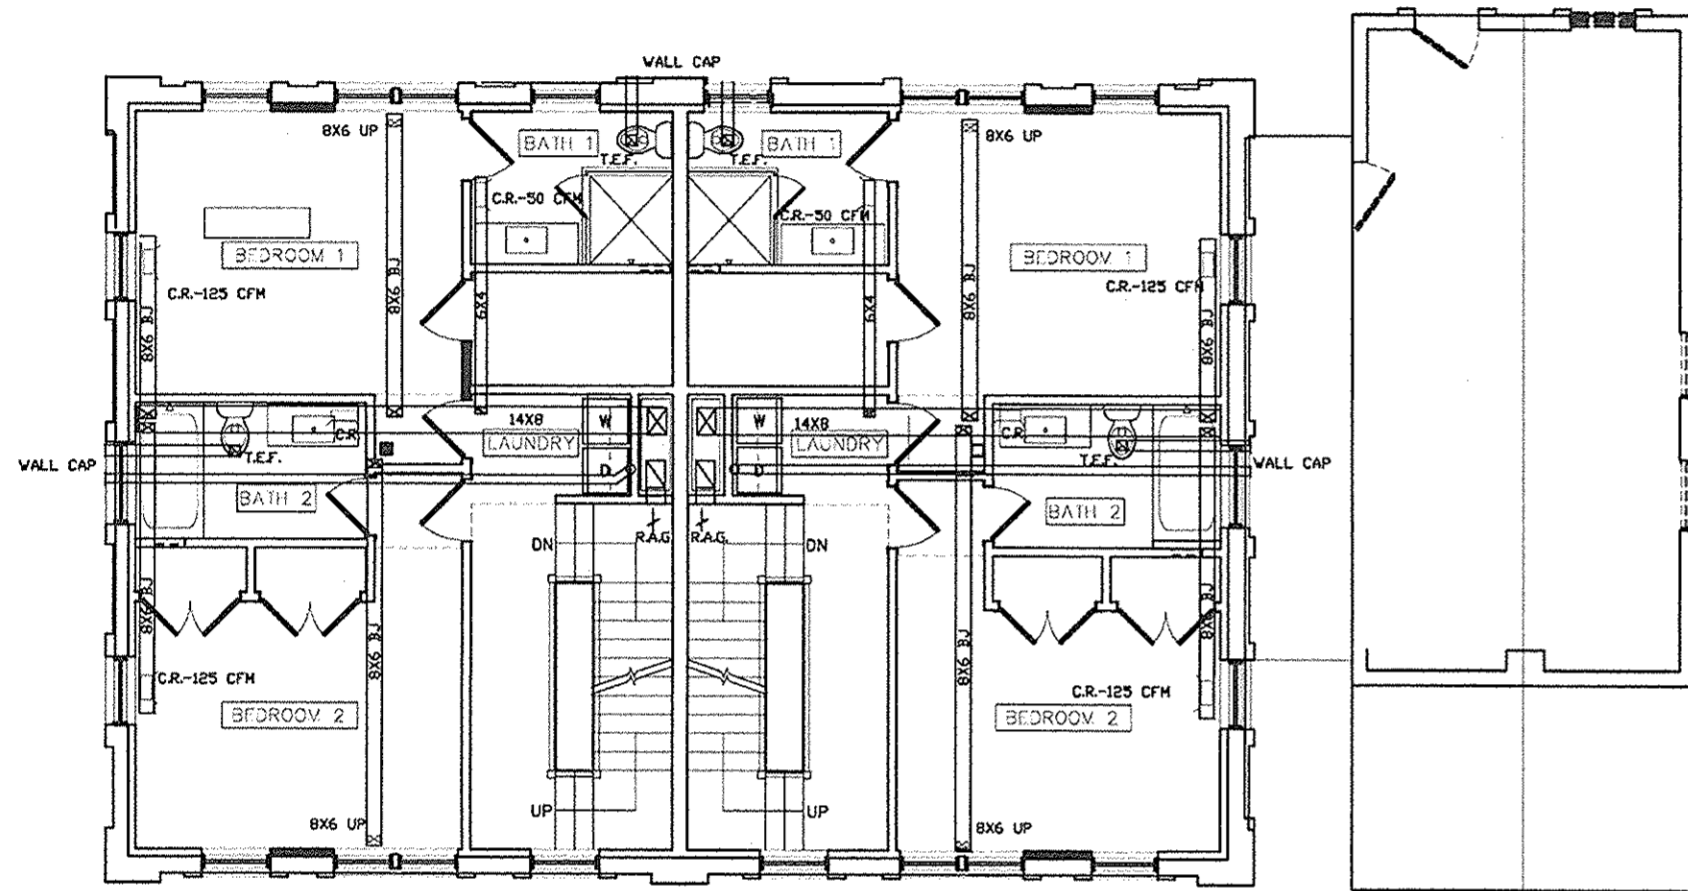 WALL CAP
8X6 UP
BATH 1
BATH 1
8X6 UP
T.E.F.
T.E.F.
C.R.-50 CFM
C.R.-50 CFM
BEDROOM 1
BEDROOM 1
C.R.-125 CFM
8X6 BJ
6X4
6X4
8X6 BJ
C.R.-125 CFM
8X6 BJ
8X6 BJ
14X8
W
W
14X8
C.R.
LAUNDRY
LAUNDRY
C.R.
WALL CAP
T.E.F.
D
D
T.E.F.
WALL CAP
BATH 2
BATH 2
R.A.G.
R.A.G.
DN
DN
8X6 BJ
8X6 BJ
8X6 BJ
8X6 BJ
C.R.-125 CFM
C.R.-125 CFM
BEDROOM 2
BEDROOM 2
UP
UP
8X6 UP
8X6 UP